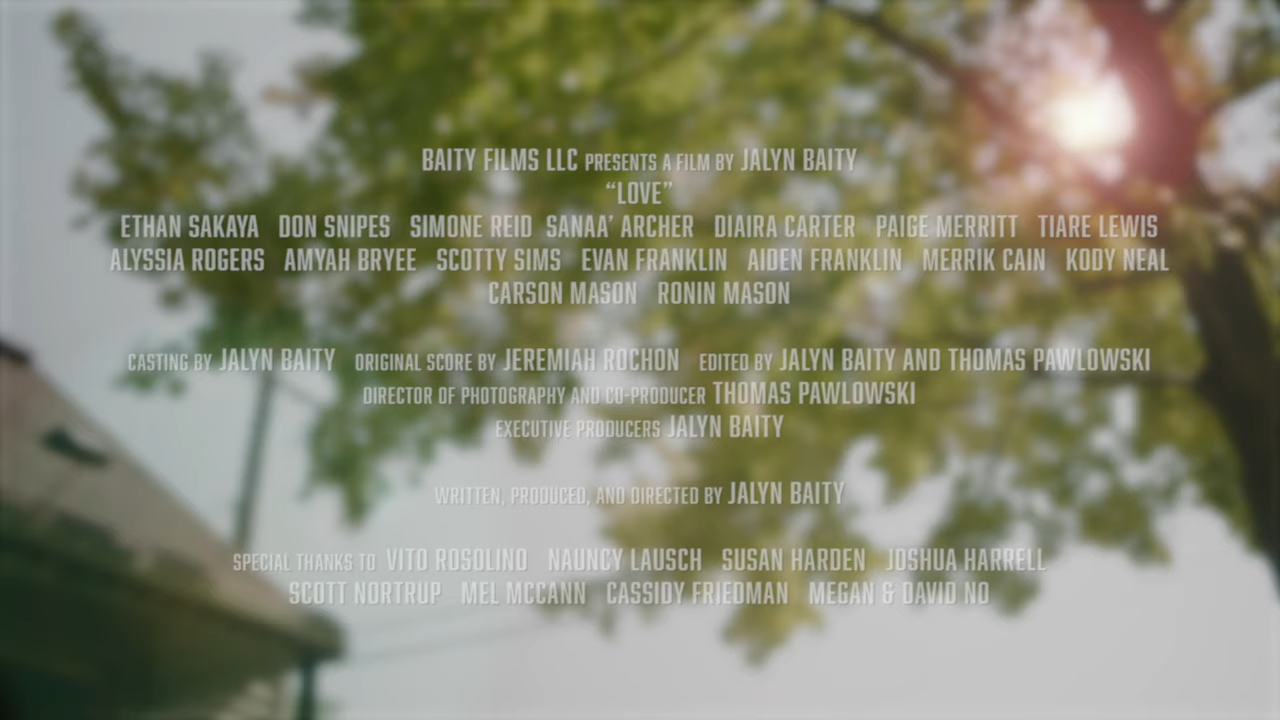 BAITY FILMS LLC PRESENTS A FILM BY JALYN BAITY
“LOVE”
ETHAN SAKAYA DON SNIPES SIMONE REID SANAA’ ARCHER DIAIRA CARTER PAIGE MERRITT TIARE LEWIS
ALYSSIA ROGERS AMYAH BRYEE SCOTTY SIMS EVAN FRANKLIN AIDEN FRANKLIN MERRIK CAIN KODY NEAL
CARSON MASON RONIN MASON
CASTING BY JALYN BAITY ORIGINAL SCORE BY JEREMIAH ROCHON EDITED BY JALYN BAITY AND THOMAS PAWLOWSKI
DIRECTOR OF PHOTOGRAPHY AND CO-PRODUCER THOMAS PAWLOWSKI
EXECUTIVE PRODUCERS JALYN BAITY
WRITTEN, PRODUCED, AND DIRECTED BY JALYN BAITY
SPECIAL THANKS TO VITO ROSOLINO NAUNCY LAUSCH SUSAN HARDEN JOSHUA HARRELL
SCOTT NORTRUP MEL MCCANN CASSIDY FRIEDMAN MEGAN & DAVID NO